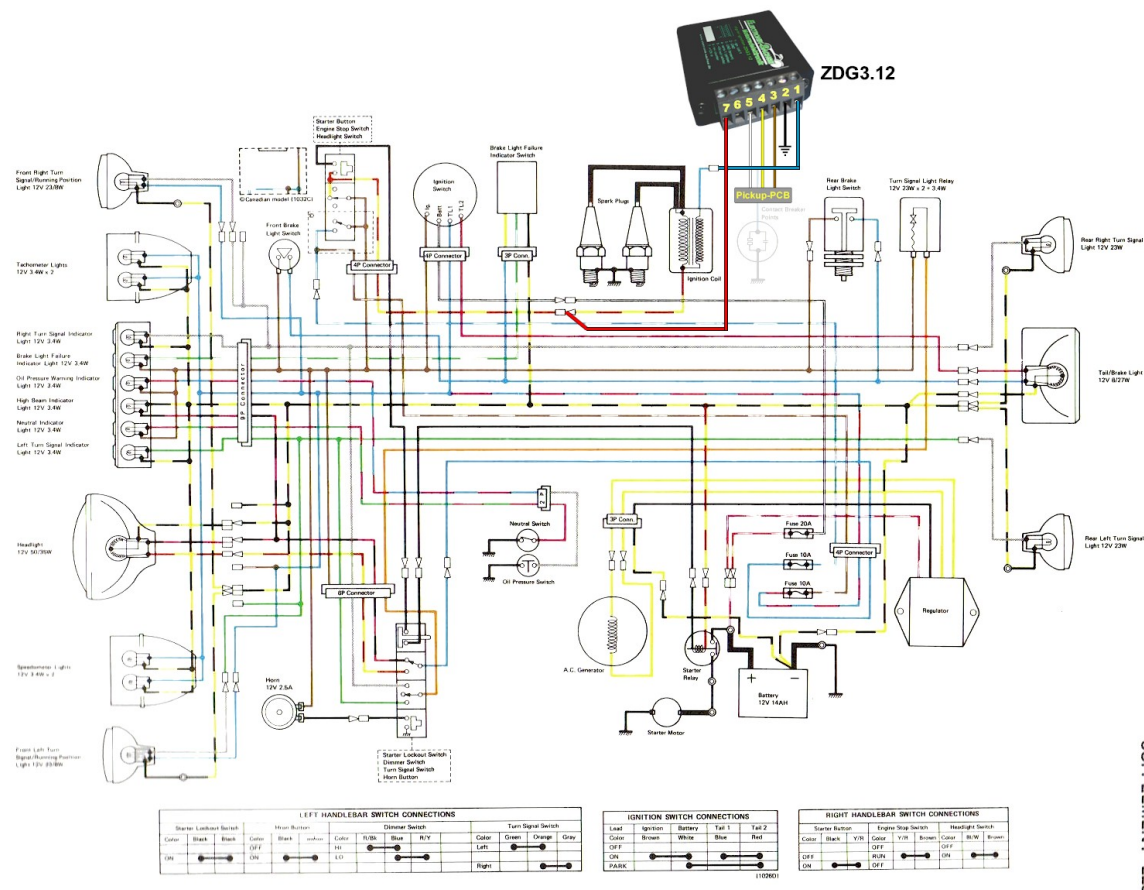 ZDG3.12
7 6 5 4 3 2 1
Pickup-PCB
Contact Breaker
Points
Starter Button
Engine Stop Switch
Headlight Switch
Brake Light Failure
Indicator Switch
Front Right Turn
Signal/Running Position
Light 12V 23/8W
©Canadian model (1032C)
Ignition
Switch
Ig.
Batt
TL1
TL2
Spark Plugs
Rear Brake
Light Switch
Turn Signal Light Relay
12V 23W x 2 + 3.4W
Front Brake
Light Switch
Rear Right Turn Signal
Light 12V 23W
Tachometer Lights
12V 3.4W x 2
4P Connector
4P Connector
3P Conn.
Ignition Coil
Right Turn Signal Indicator
Light 12V 3.4W
Brake Light Failure
Indicator Light 12V 3.4W
Oil Pressure Warning Indicator
Light 12V 3.4W
High Beam Indicator
Light 12V 3.4W
Neutral Indicator
Light 12V 3.4W
Left Turn Signal Indicator
Light 12V 3.4W
9P Connector
Tail/Brake Light
12V 8/27W
2P
Neutral Switch
Oil Pressure Switch
3P Conn.
Fuse 20A
Fuse 10A
Fuse 10A
4P Connector
Headlight
12V 50/35W
Rear Left Turn Signal
Light 12V 23W
6P Connector
Regulator
A.C. Generator
Starter
Relay
Speedometer Lights
12V 3.4W x 2
Horn
12V 2.5A
+ −
Battery
12V 14AH
Starter Motor
Front Left Turn
Signal/Running Position
Starter Lockout Switch
Dimmer Switch
Turn Signal Switch
Horn Button
LEFT HANDLEBAR SWITCH CONNECTIONS
Starter Lockout Switch Horn Button Dimmer Switch Turn Signal Switch
Color Black Black Color Black Color R/Bk Blue R/Y Color Green Orange Gray
OFF HI Left
ON ON LO
Right
IGNITION SWITCH CONNECTIONS
Lead Ignition Battery Tail 1 Tail 2
Color Brown White Blue Red
OFF
ON
PARK
(1026D)
RIGHT HANDLEBAR SWITCH CONNECTIONS
Starter Button Engine Stop Switch Headlight Switch
Color Black Y/R Color Y/R Brown Color Bl/W Brown
OFF OFF
OFF RUN ON
ON OFF